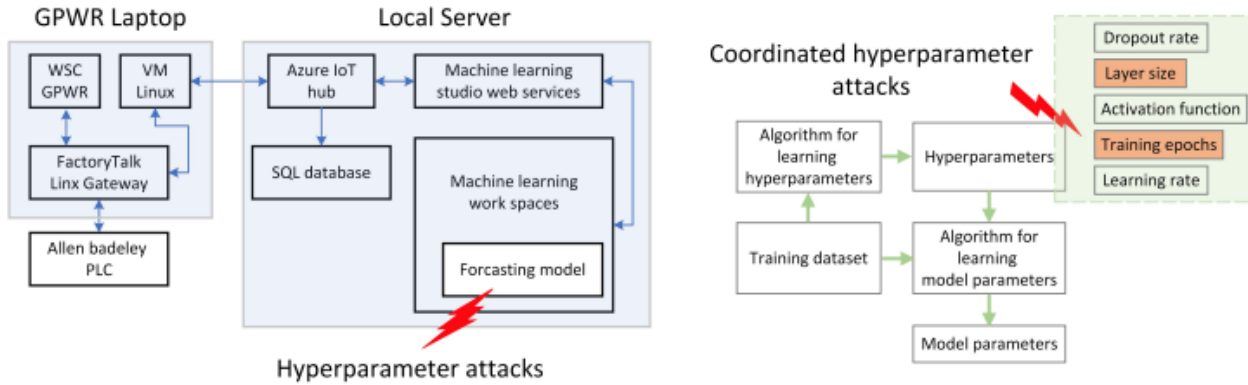 GPWR Laptop
Local Server
WSC
GPWR
VM
Linux
Azure IoT
hub
Machine learning
studio web services
FactoryTalk
Linx Gateway
SQL database
Machine learning
work spaces
Allen badeley
PLC
Forcasting model
Hyperparameter attacks
Coordinated hyperparameter
attacks
Dropout rate
Layer size
Activation function
Training epochs
Learning rate
Algorithm for
learning
hyperparameters
Hyperparameters
Training dataset
Algorithm for
learning
model parameters
Model parameters